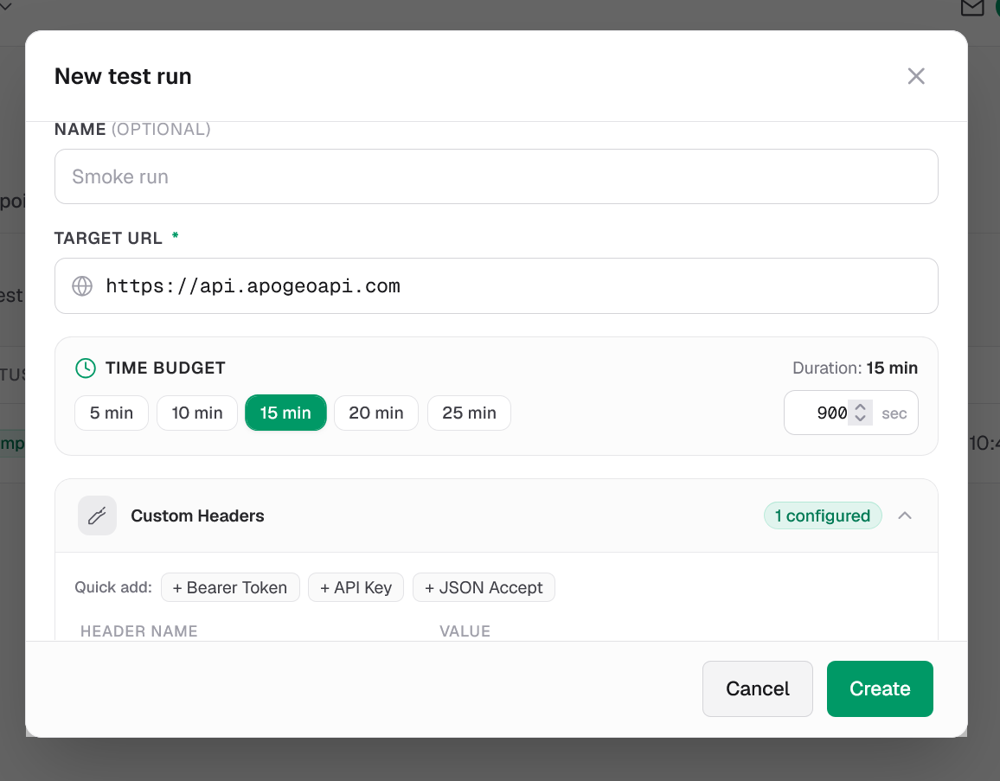 New test run
NAME (OPTIONAL)
Smoke run
TARGET URL *
https://api.apogeoapi.com
TIME BUDGET
Duration: 15 min
5 min 10 min 15 min 20 min 25 min
900 sec
Custom Headers
1 configured
Quick add: + Bearer Token + API Key + JSON Accept
HEADER NAME VALUE
Cancel Create